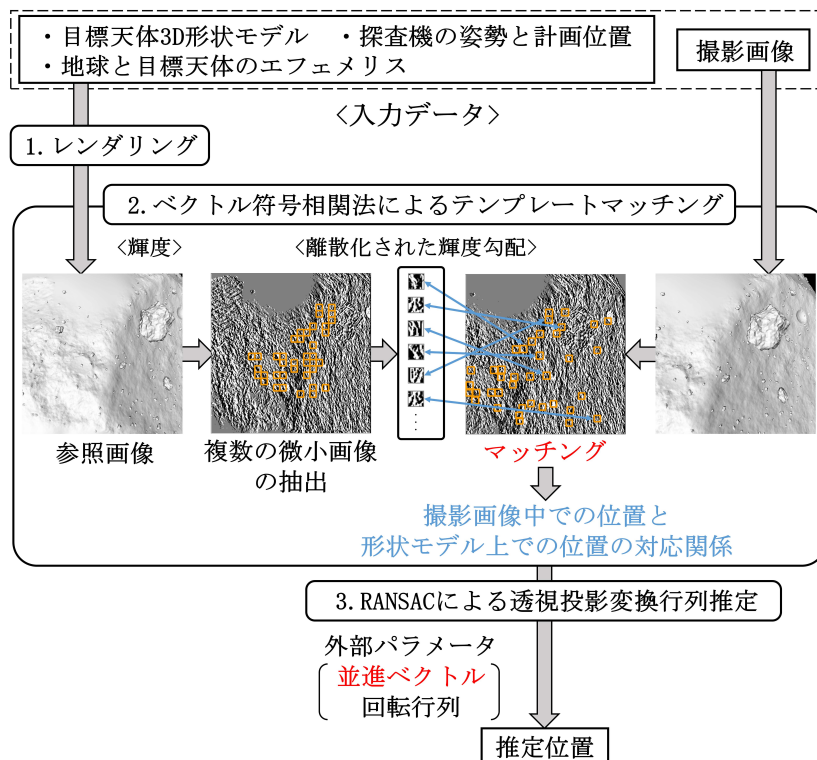 ・目標天体3D形状モデル　・探査機の姿勢と計画位置
・地球と目標天体のエフェメリス
撮影画像
<入力データ>
1.レンダリング
2.ベクトル符号相関法によるテンプレートマッチング
<輝度>
<離散化された輝度勾配>
参照画像
複数の微小画像
の抽出
マッチング
撮影画像中での位置と
形状モデル上での位置の対応関係
3.RANSACによる透視投影変換行列推定
外部パラメータ
並進ベクトル
回転行列
推定位置